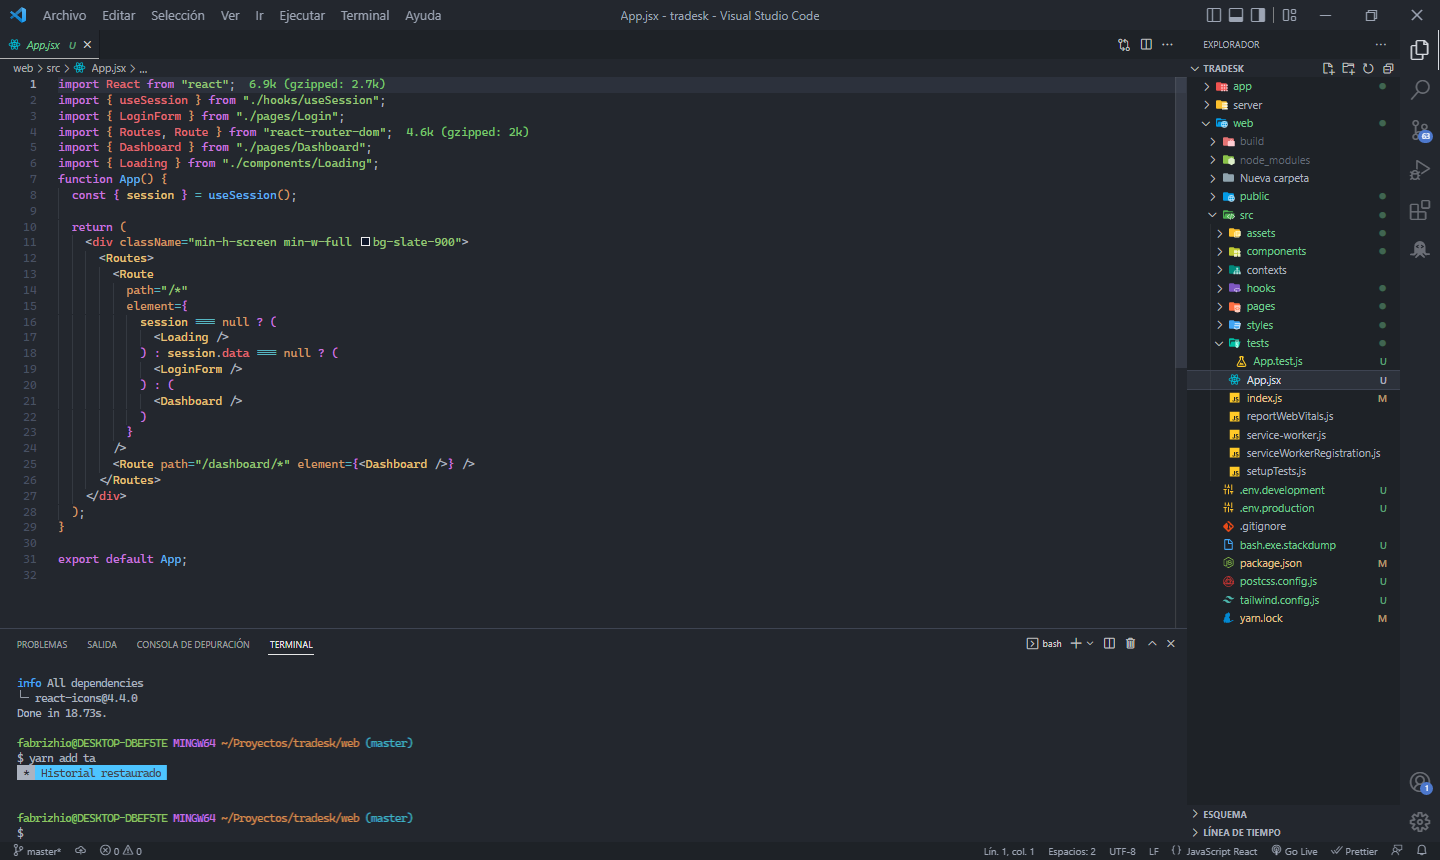 Archivo Editar Selección Ver Ir Ejecutar Terminal Ayuda App.jsx - tradesk - Visual Studio Code
App.jsx U
web > src > App.jsx > ...
1 import React from "react"; 6.9k (gzipped: 2.7k)
2 import { useSession } from "./hooks/useSession";
3 import { LoginForm } from "./pages/Login";
4 import { Routes, Route } from "react-router-dom"; 4.6k (gzipped: 2k)
5 import { Dashboard } from "./pages/Dashboard";
6 import { Loading } from "./components/Loading";
7 function App() {
8 const { session } = useSession();
9
10 return (
11 <div className="min-h-screen min-w-full bg-slate-900">
12 <Routes>
13 <Route
14 path="/*"
15 element={
16 session === null ? (
17 <Loading />
18 ) : session.data === null ? (
19 <LoginForm />
20 ) : (
21 <Dashboard />
22 )
23 }
24 />
25 <Route path="/dashboard/*" element={<Dashboard />} />
26 </Routes>
27 </div>
28 );
29 }
30
31 export default App;
32
PROBLEMAS SALIDA CONSOLA DE DEPURACIÓN TERMINAL bash
info All dependencies
└─ react-icons@4.4.0
Done in 18.73s.
fabrizhio@DESKTOP-DBEF5TE MINGW64 ~/Proyectos/tradesk/web (master)
$ yarn add ta
* Historial restaurado
fabrizhio@DESKTOP-DBEF5TE MINGW64 ~/Proyectos/tradesk/web (master)
$
EXPLORADOR
TRADESK
app
server
web
build
node_modules
Nueva carpeta
public
src
assets
components
contexts
hooks
pages
styles
tests
App.test.js U
App.jsx U
index.js M
reportWebVitals.js
service-worker.js
serviceWorkerRegistration.js
setupTests.js
.env.development U
.env.production U
.gitignore
bash.exe.stackdump U
package.json M
postcss.config.js U
tailwind.config.js U
yarn.lock M
ESQUEMA
LÍNEA DE TIEMPO
63
1
master* 0 0 Lín. 1, col. 1 Espacios: 2 UTF-8 LF JavaScript React Go Live Prettier